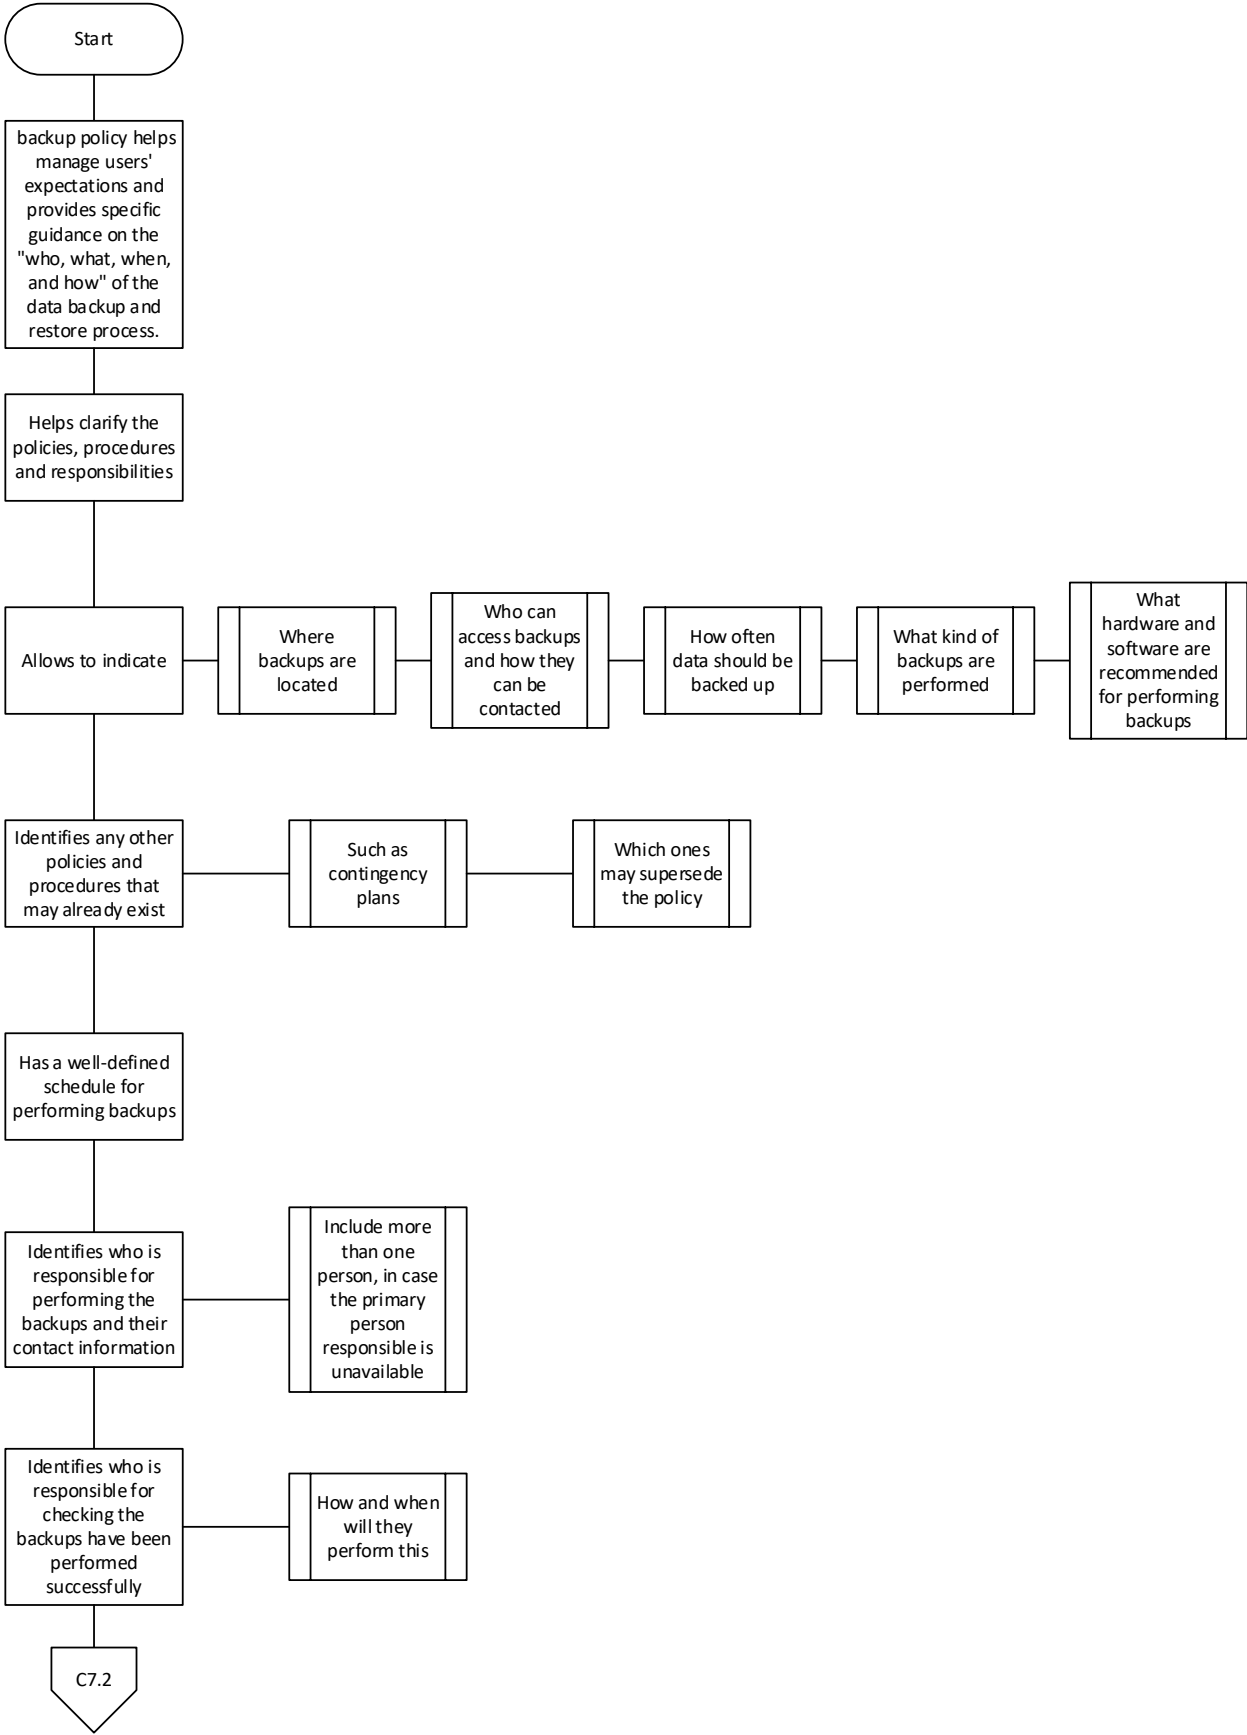 Start
backup policy helps
manage users'
expectations and
provides specific
guidance on the
"who, what, when,
and how" of the
data backup and
restore process.
Helps clarify the
policies, procedures
and responsibilities
Allows to indicate
Where
backups are
located
Who can
access backups
and how they
can be
contacted
How often
data should be
backed up
What kind of
backups are
performed
What
hardware and
software are
recommended
for performing
backups
Identifies any other
policies and
procedures that
may already exist
Such as
contingency
plans
Which ones
may supersede
the policy
Has a well-defined
schedule for
performing backups
Identifies who is
responsible for
performing the
backups and their
contact information
Include more
than one
person, in case
the primary
person
responsible is
unavailable
Identifies who is
responsible for
checking the
backups have been
performed
successfully
How and when
will they
perform this
C7.2